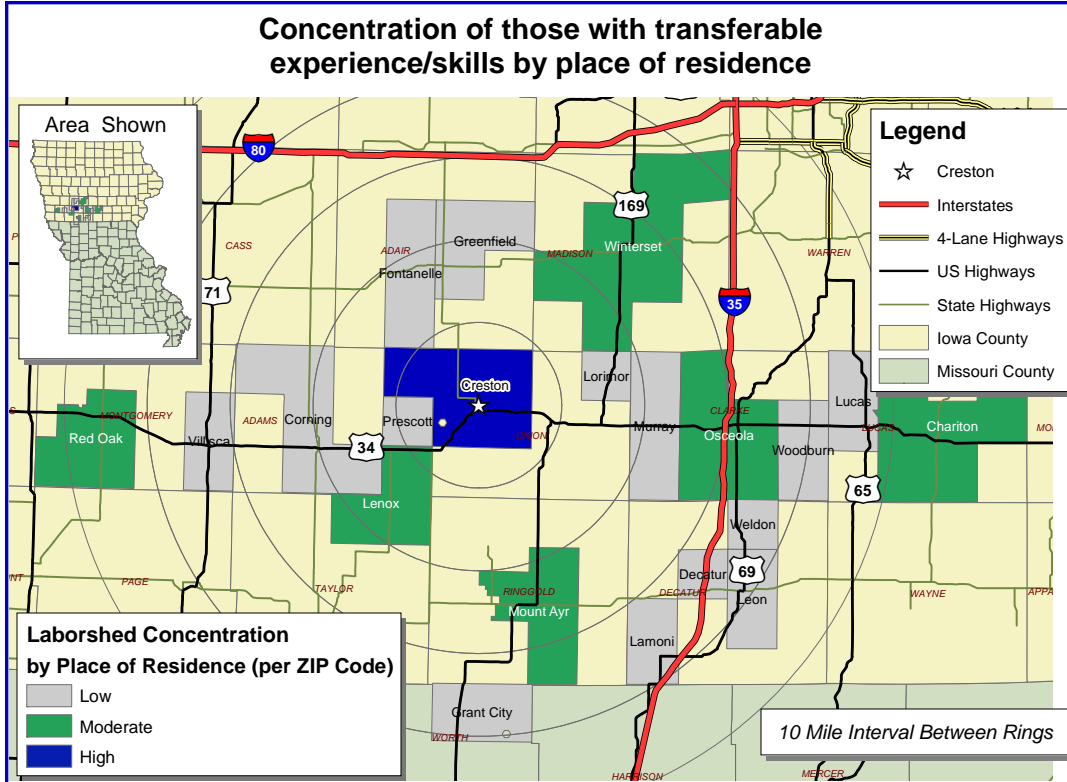 Concentration of those with transferable
experience/skills by place of residence
Area Shown
Legend
Creston
Interstates
4-Lane Highways
US Highways
State Highways
Iowa County
Missouri County
80
169
71
35
34
65
69
CASS
ADAIR
Greenfield
Fontanelle
MADISON
Winterset
WARREN
Creston
Lorimor
Lucas
MONTGOMERY
Red Oak
Villisca
ADAMS
Corning
Prescott
UNION
Murray
CLARKE
Osceola
Woodburn
LUCAS
Chariton
Lenox
Weldon
PAGE
TAYLOR
RINGGOLD
Mount Ayr
Decatur
DECATUR
Leon
WAYNE
Lamoni
Grant City
WORTH
HARRISON
MERCER
Laborshed Concentration
by Place of Residence (per ZIP Code)
Low
Moderate
High
10 Mile Interval Between Rings